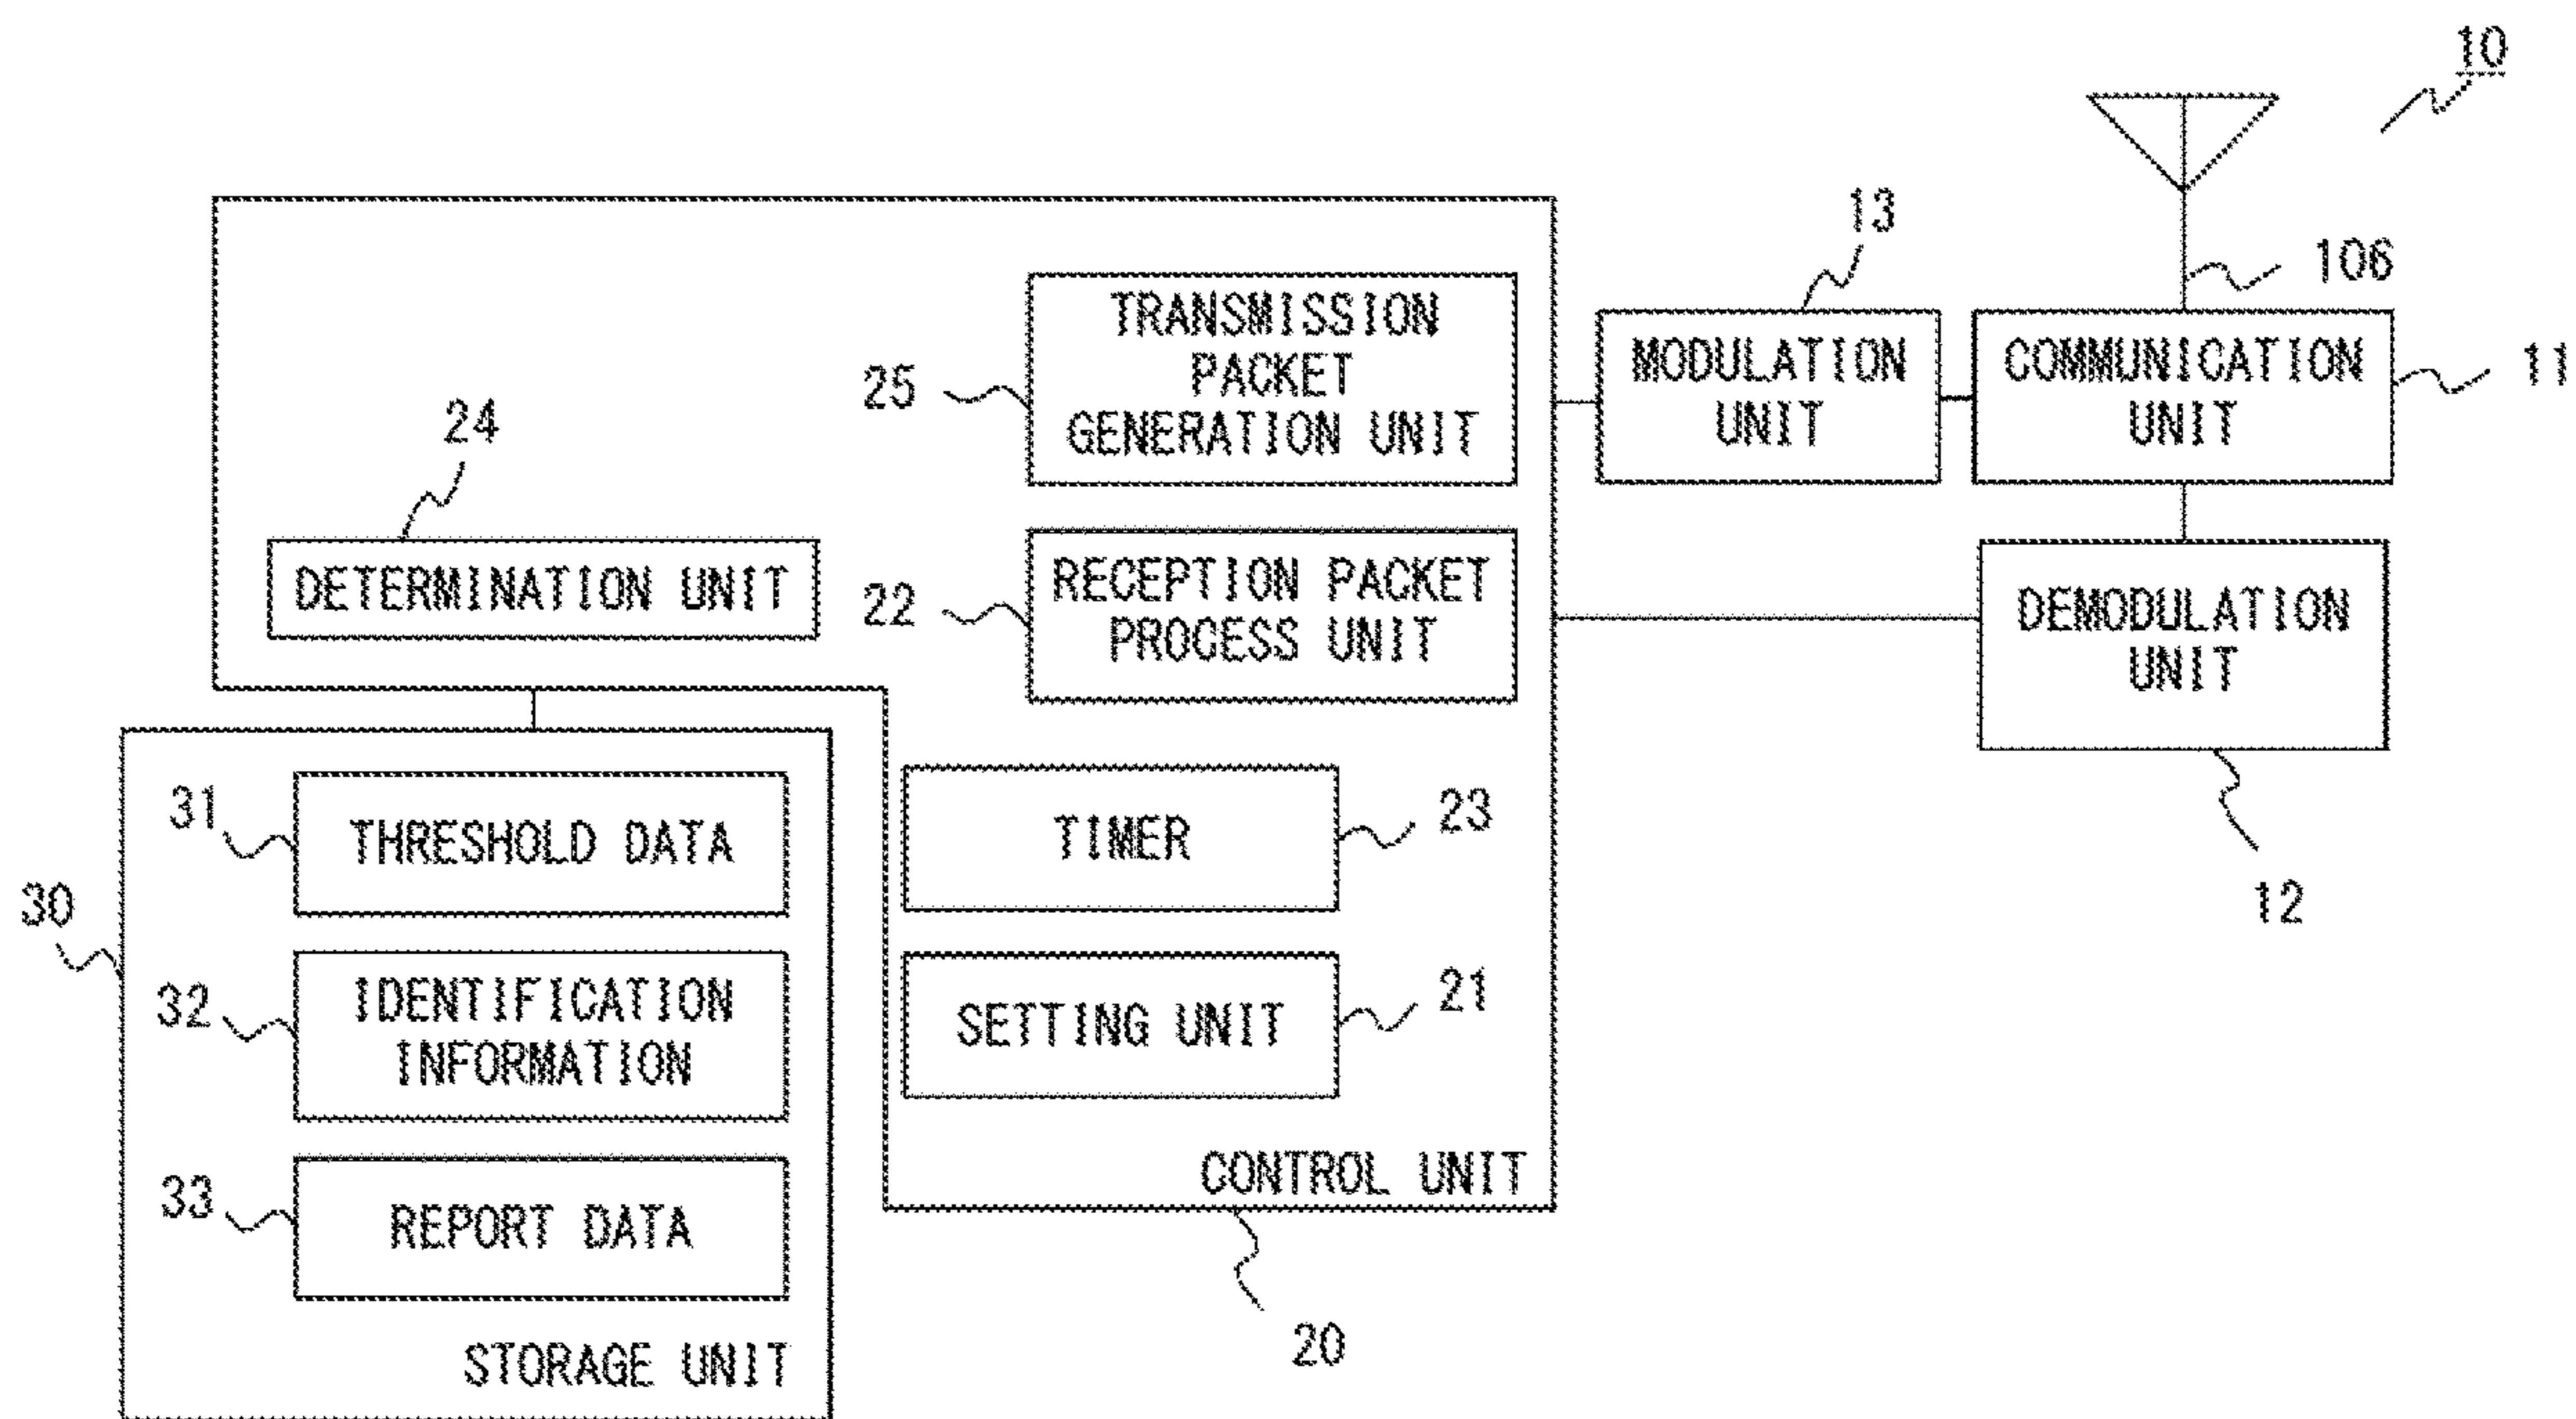 10
13
106
TRANSMISSION
PACKET
GENERATION UNIT
25
MODULATION
UNIT
COMMUNICATION
UNIT
11
24
DETERMINATION UNIT
22
RECEPTION PACKET
PROCESS UNIT
DEMODULATION
UNIT
12
31
THRESHOLD DATA
TIMER
23
30
32
IDENTIFICATION
INFORMATION
SETTING UNIT
21
33
REPORT DATA
CONTROL UNIT
20
STORAGE UNIT